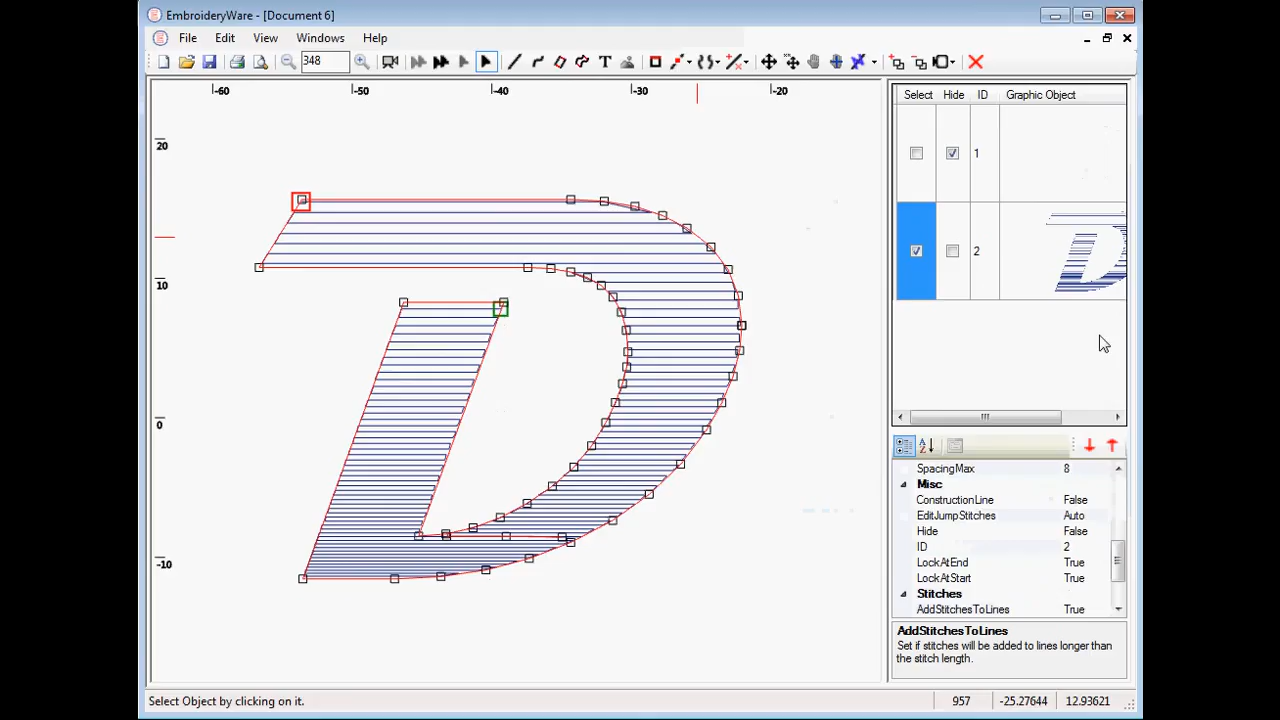 EmbroideryWare - [Document 6]
File Edit View Windows Help
348
T
-60 -50 -40 -30 -20
20
10
0
-10
Select Hide ID Graphic Object
1
2
SpacingMax 8
Misc
ConstructionLine False
EditJumpStitches Auto
Hide False
ID 2
LockAtEnd True
LockAtStart True
Stitches
AddStitchesToLines True
AddStitchesToLines
Set if stitches will be added to lines longer than
the stitch length.
Select Object by clicking on it.
957 -25.27644 12.93621